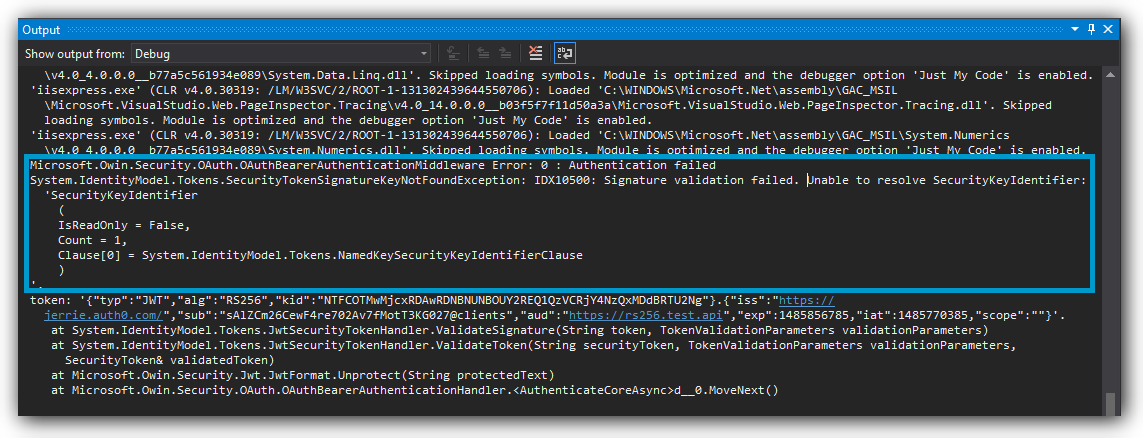 Output
Show output from: Debug
\v4.0_4.0.0.0__b77a5c561934e089\System.Data.Linq.dll'. Skipped loading symbols. Module is optimized and the debugger option 'Just My Code' is enabled.
'iisexpress.exe' (CLR v4.0.30319: /LM/W3SVC/2/ROOT-1-131302439644550706): Loaded 'C:\WINDOWS\Microsoft.Net\assembly\GAC_MSIL
\Microsoft.VisualStudio.Web.PageInspector.Tracing\v4.0_14.0.0.0__b03f5f7f11d50a3a\Microsoft.VisualStudio.Web.PageInspector.Tracing.dll'. Skipped
loading symbols. Module is optimized and the debugger option 'Just My Code' is enabled.
'iisexpress.exe' (CLR v4.0.30319: /LM/W3SVC/2/ROOT-1-131302439644550706): Loaded 'C:\WINDOWS\Microsoft.Net\assembly\GAC_MSIL\System.Numerics
\v4.0_4.0.0.0__b77a5c561934e089\System.Numerics.dll'. Skipped loading symbols. Module is optimized and the debugger option 'Just My Code' is enabled.
Microsoft.Owin.Security.OAuth.OAuthBearerAuthenticationMiddleware Error: 0 : Authentication failed
System.IdentityModel.Tokens.SecurityTokenSignatureKeyNotFoundException: IDX10500: Signature validation failed. Unable to resolve SecurityKeyIdentifier:
'SecurityKeyIdentifier
(
IsReadOnly = False,
Count = 1,
Clause[0] = System.IdentityModel.Tokens.NamedKeySecurityKeyIdentifierClause
)
',
token: '{"typ":"JWT","alg":"RS256","kid":"NTFCOTMwMjcxRDAwRDNBNUNBOUY2REQ1QzVCRjY4NzQxMDdBRTU2Ng"}.{"iss":"https://
jerrie.auth0.com/","sub":"sAlZCm26CewF4re702Av7fMotT3KG027@clients","aud":"https://rs256.test.api","exp":1485856785,"iat":1485770385,"scope":""}'.
at System.IdentityModel.Tokens.JwtSecurityTokenHandler.ValidateSignature(String token, TokenValidationParameters validationParameters)
at System.IdentityModel.Tokens.JwtSecurityTokenHandler.ValidateToken(String securityToken, TokenValidationParameters validationParameters,
SecurityToken& validatedToken)
at Microsoft.Owin.Security.Jwt.JwtFormat.Unprotect(String protectedText)
at Microsoft.Owin.Security.OAuth.OAuthBearerAuthenticationHandler.<AuthenticateCoreAsync>d__0.MoveNext()